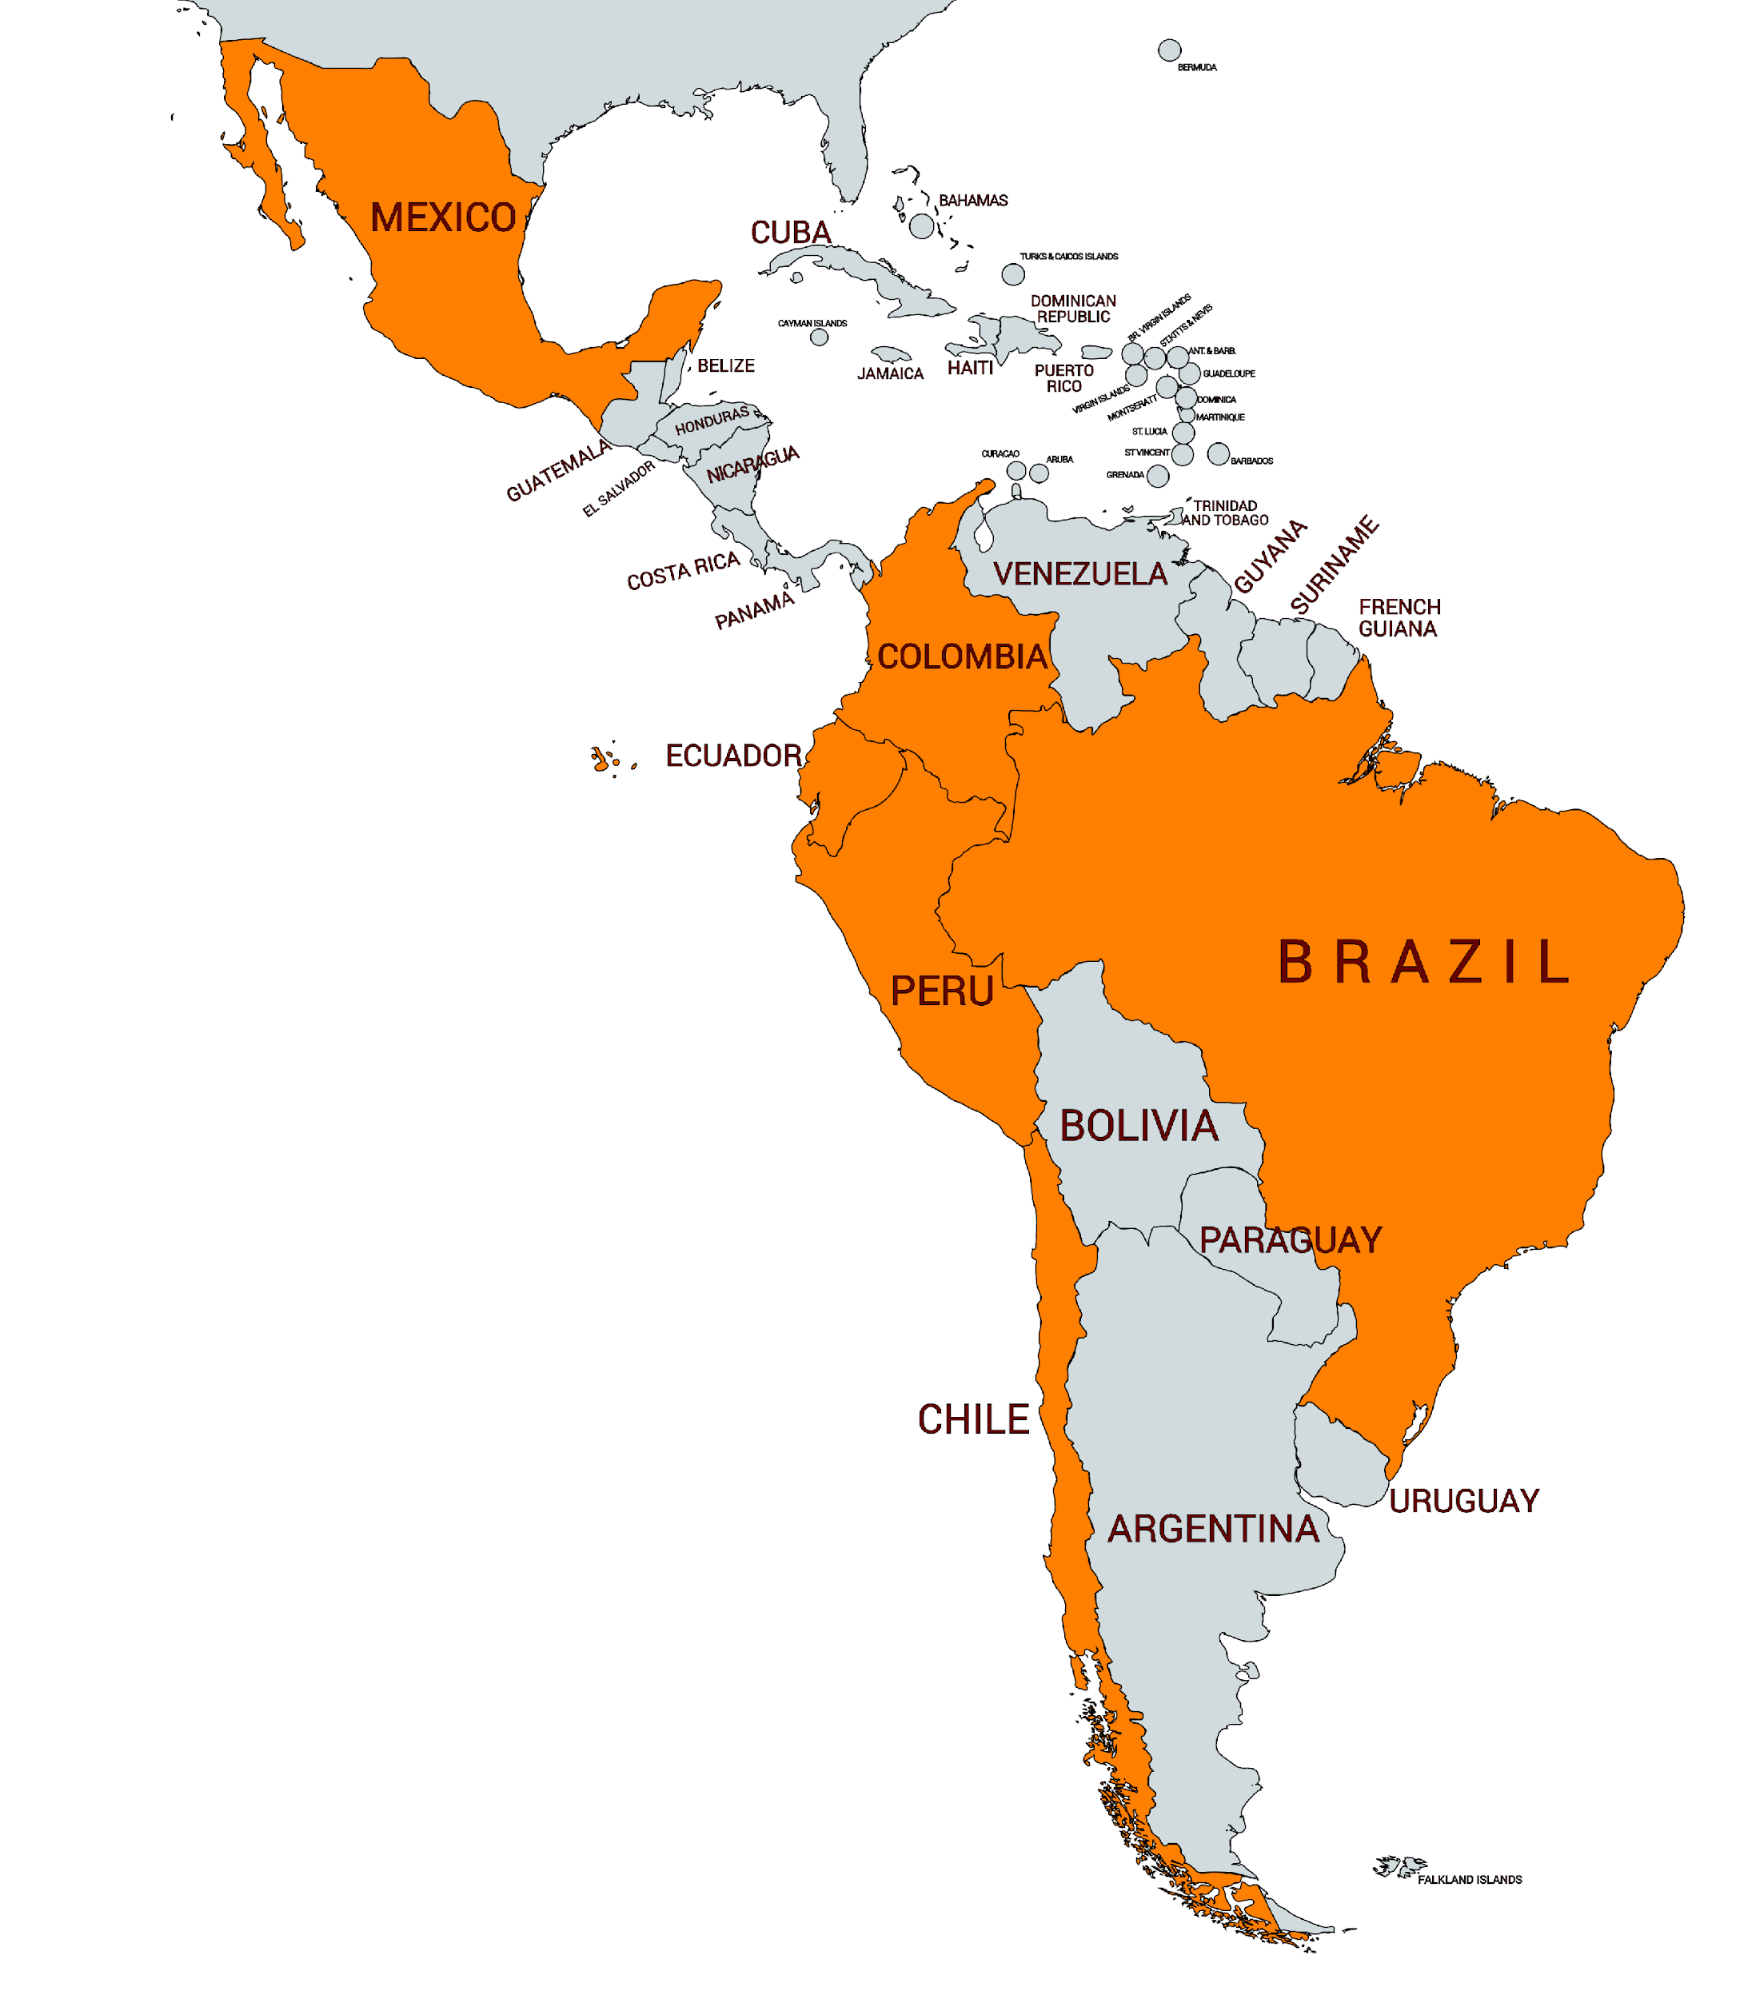 BERMUDA
MEXICO
BAHAMAS
CUBA
TURKS & CAICOS ISLANDS
DOMINICAN
REPUBLIC
BR. VIRGIN ISLANDS
ST.KITTS & NEVIS
CAYMAN ISLANDS
ANT. & BARB.
BELIZE
JAMAICA
HAITI
PUERTO
RICO
GUADELOUPE
VIRGIN ISLANDS
MONTSERATT
DOMINICA
MARTINIQUE
HONDURAS
ST. LUCIA
GUATEMALA
EL SALVADOR
NICARAGUA
CURACAO
ARUBA
ST VINCENT
BARBADOS
GRENADA
TRINIDAD
AND TOBAGO
COSTA RICA
PANAMA
VENEZUELA
GUYANA
SURINAME
FRENCH
GUIANA
COLOMBIA
ECUADOR
BRAZIL
PERU
BOLIVIA
PARAGUAY
CHILE
URUGUAY
ARGENTINA
FALKLAND ISLANDS